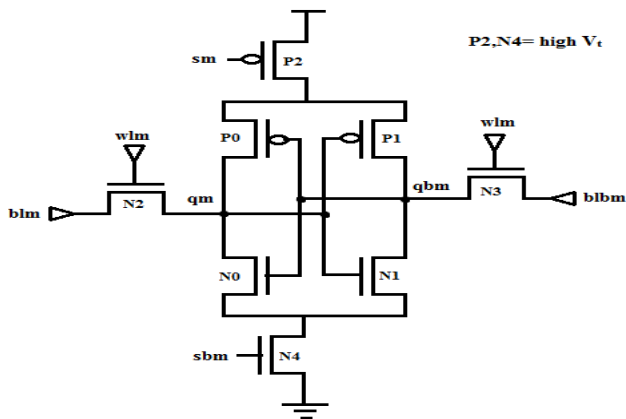 P2,N4= high Vt
sm
P2
wlm
wlm
P0
P1
qm
qbm
N3
blm
N2
blbm
N0
N1
sbm
N4